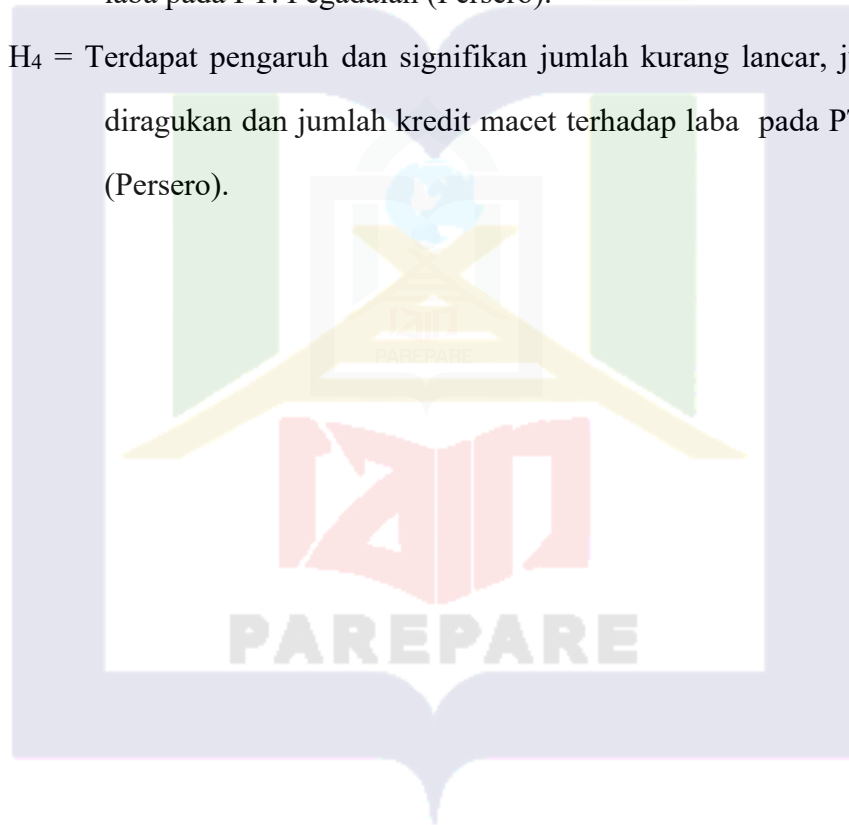 laba pada PT. Pegadaian (Persero).
H4 = Terdapat pengaruh dan signifikan jumlah kurang lancar,
diragukan dan jumlah kredit macet terhadap laba pada
(Persero).
PAREPARE
PAREPARE